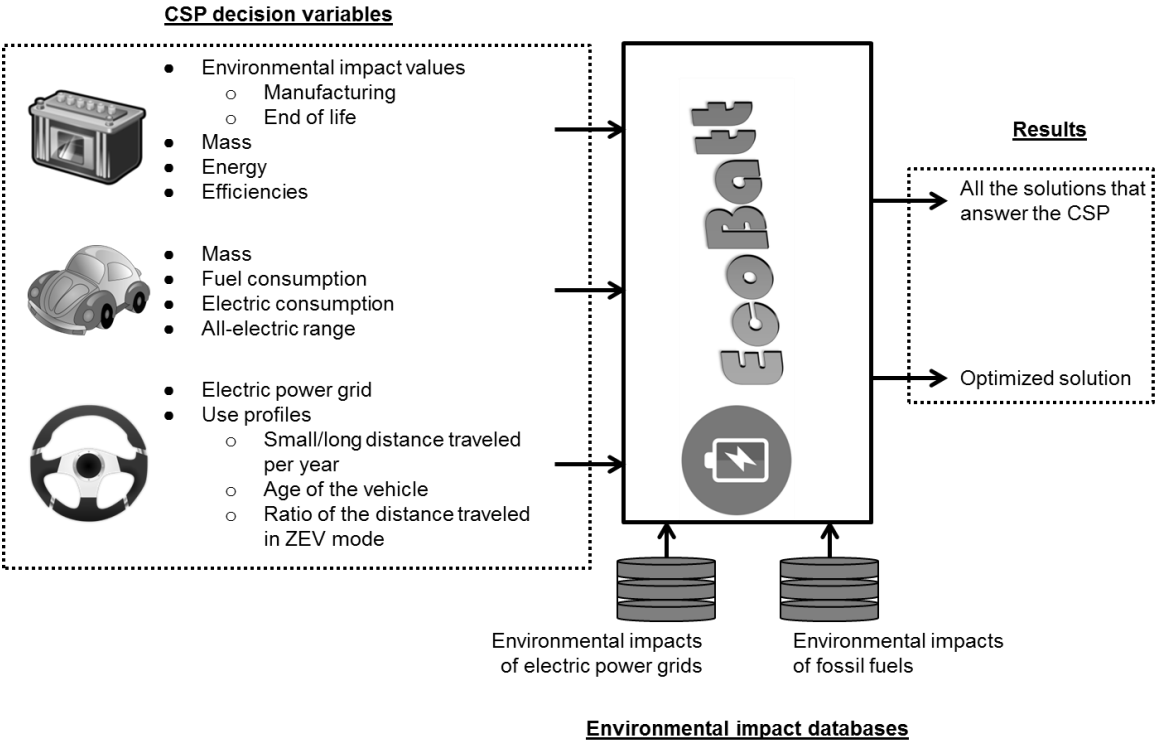 CSP decision variables
● Environmental impact values
o Manufacturing
o End of life
● Mass
● Energy
● Efficiencies
● Mass
● Fuel consumption
● Electric consumption
● All-electric range
● Electric power grid
● Use profiles
o Small/long distance traveled
per year
o Age of the vehicle
o Ratio of the distance traveled
in ZEV mode
EcoBatt
Results
All the solutions that
answer the CSP
Optimized solution
Environmental impacts
of electric power grids
Environmental impacts
of fossil fuels
Environmental impact databases